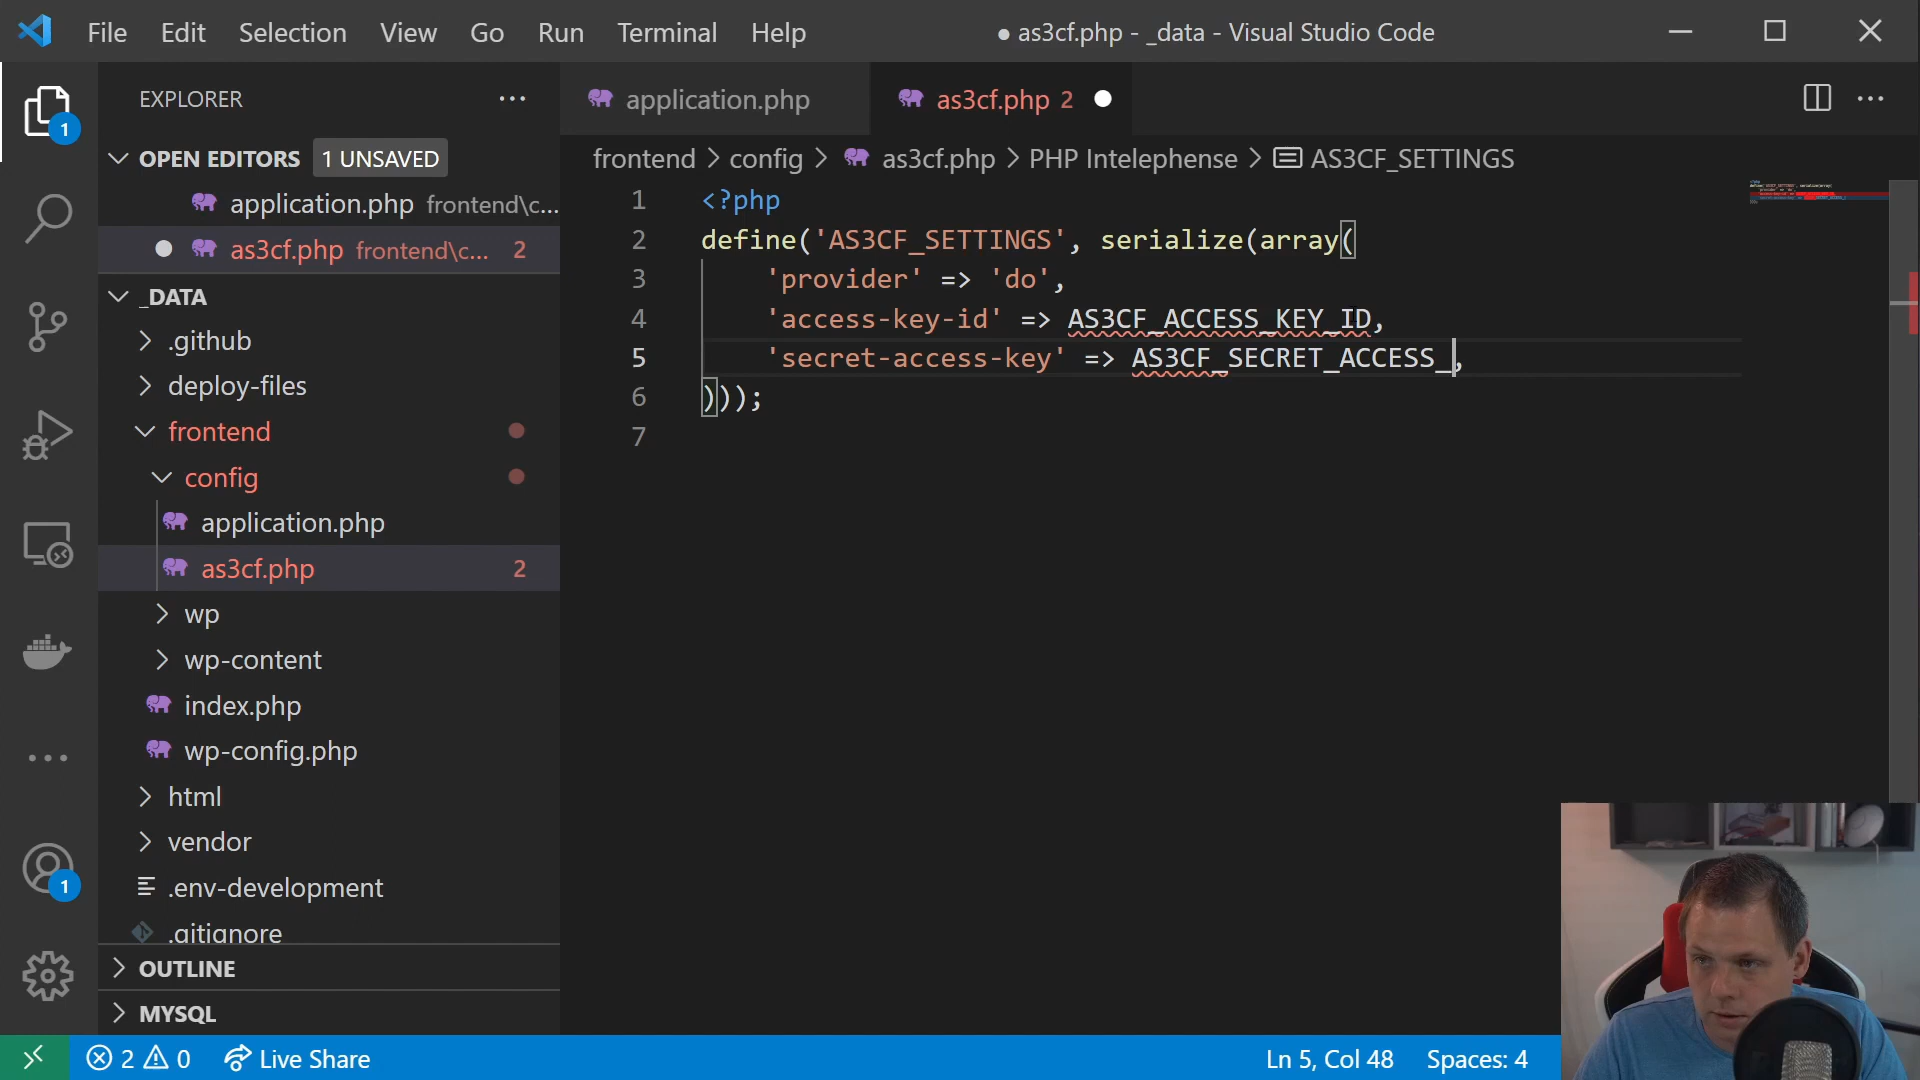 File Edit Selection View Go Run Terminal Help
● as3cf.php - _data - Visual Studio Code
EXPLORER
1
OPEN EDITORS 1 UNSAVED
application.php frontend\c...
as3cf.php frontend\c... 2
_DATA
.github
deploy-files
frontend
config
application.php
as3cf.php 2
wp
wp-content
index.php
wp-config.php
html
vendor
.env-development
.gitignore
OUTLINE
MYSQL
1
application.php
as3cf.php 2
frontend > config > as3cf.php > PHP Intelephense > AS3CF_SETTINGS
1 <?php
2 define('AS3CF_SETTINGS', serialize(array(
3 'provider' => 'do',
4 'access-key-id' => AS3CF_ACCESS_KEY_ID,
5 'secret-access-key' => AS3CF_SECRET_ACCESS_,
6 )));
7
2 0 Live Share
Ln 5, Col 48 Spaces: 4